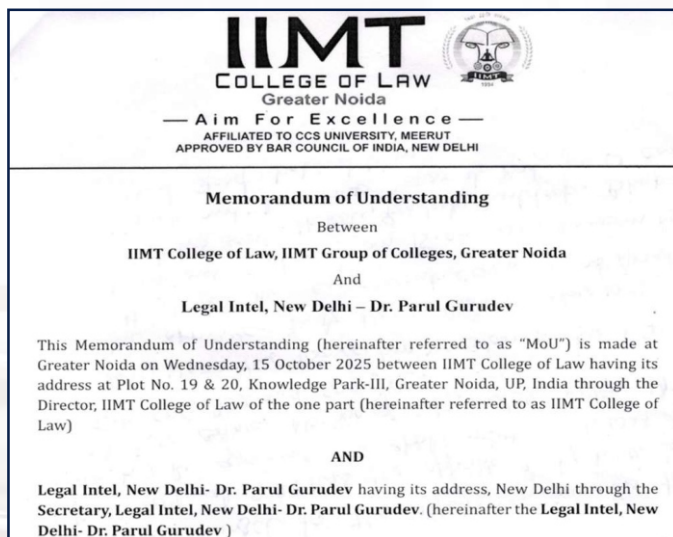 IIMT
COLLEGE OF LAW
Greater Noida
— Aim For Excellence —
AFFILIATED TO CCS UNIVERSITY, MEERUT
APPROVED BY BAR COUNCIL OF INDIA, NEW DELHI
IIMT
Memorandum of Understanding
Between
IIMT College of Law, IIMT Group of Colleges, Greater Noida
And
Legal Intel, New Delhi – Dr. Parul Gurudev
This Memorandum of Understanding (hereinafter referred to as "MoU") is made at
Greater Noida on Wednesday, 15 October 2025 between IIMT College of Law having its
address at Plot No. 19 & 20, Knowledge Park-III, Greater Noida, UP, India through the
Director, IIMT College of Law of the one part (hereinafter referred to as IIMT College of
Law)
AND
Legal Intel, New Delhi- Dr. Parul Gurudev having its address, New Delhi through the
Secretary, Legal Intel, New Delhi- Dr. Parul Gurudev. (hereinafter the Legal Intel, New
Delhi- Dr. Parul Gurudev )